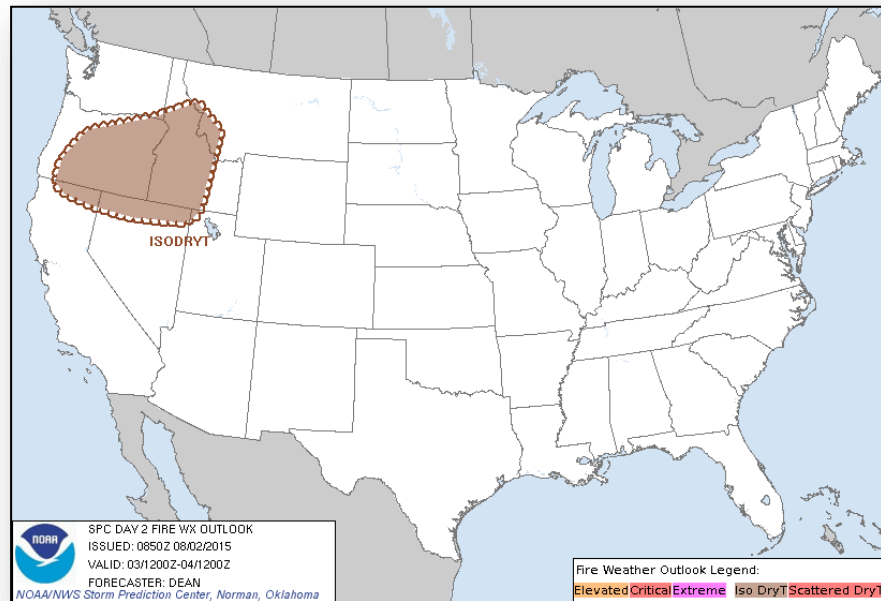 ISODRYT
NOAA
SPC DAY 2 FIRE WX OUTLOOK
ISSUED: 0850Z 08/02/2015
VALID: 03/1200Z-04/1200Z
FORECASTER: DEAN
NOAA/NWS Storm Prediction Center, Norman, Oklahoma
Fire Weather Outlook Legend:
Elevated Critical Extreme Iso DryT Scattered DryT